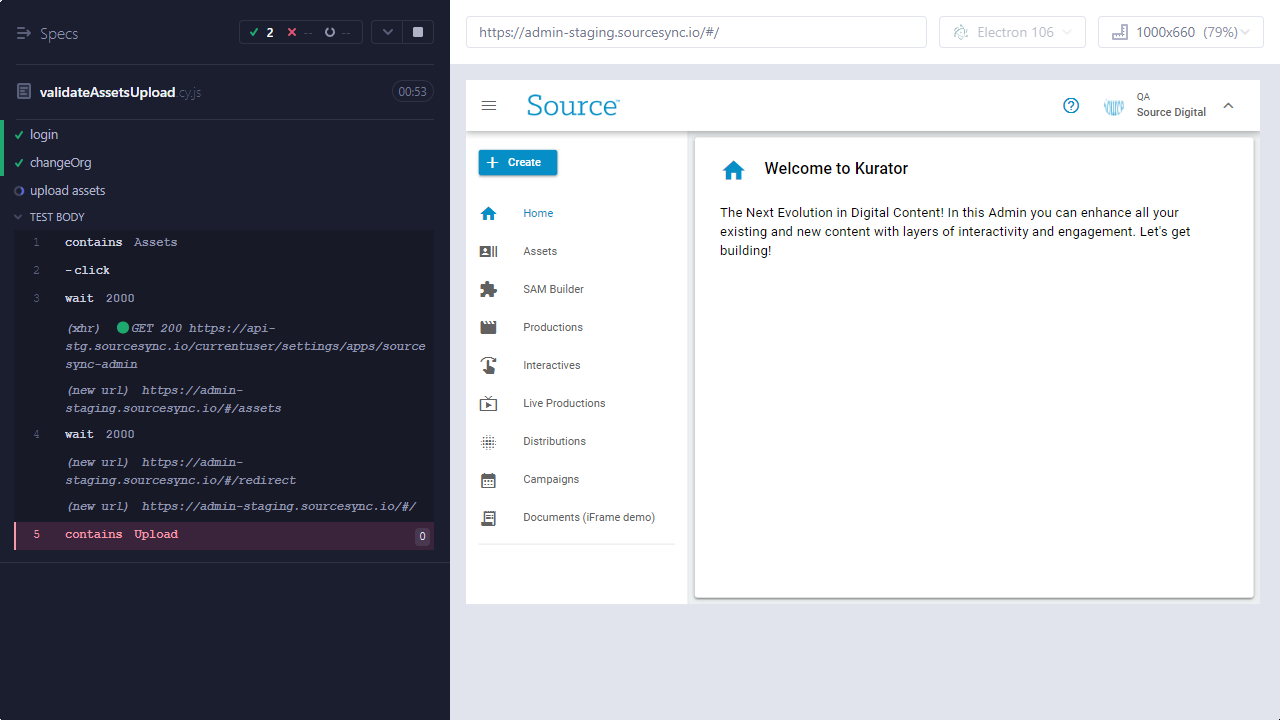 Specs
2
--
--
validateAssetsUpload.cy.js
00:53
login
changeOrg
upload assets
TEST BODY
1 contains Assets
2 -click
3 wait 2000
(xhr) GET 200 https://api-
stg.sourcesync.io/currentuser/settings/apps/source
sync-admin
(new url) https://admin-
staging.sourcesync.io/#/assets
4 wait 2000
(new url) https://admin-
staging.sourcesync.io/#/redirect
(new url) https://admin-staging.sourcesync.io/#/
5 contains Upload 0
https://admin-staging.sourcesync.io/#/
Electron 106
1000x660 (79%)
Source™
QA
Source Digital
Create
Home
Assets
SAM Builder
Productions
Interactives
Live Productions
Distributions
Campaigns
Documents (iFrame demo)
Welcome to Kurator
The Next Evolution in Digital Content! In this Admin you can enhance all your
existing and new content with layers of interactivity and engagement. Let's get
building!